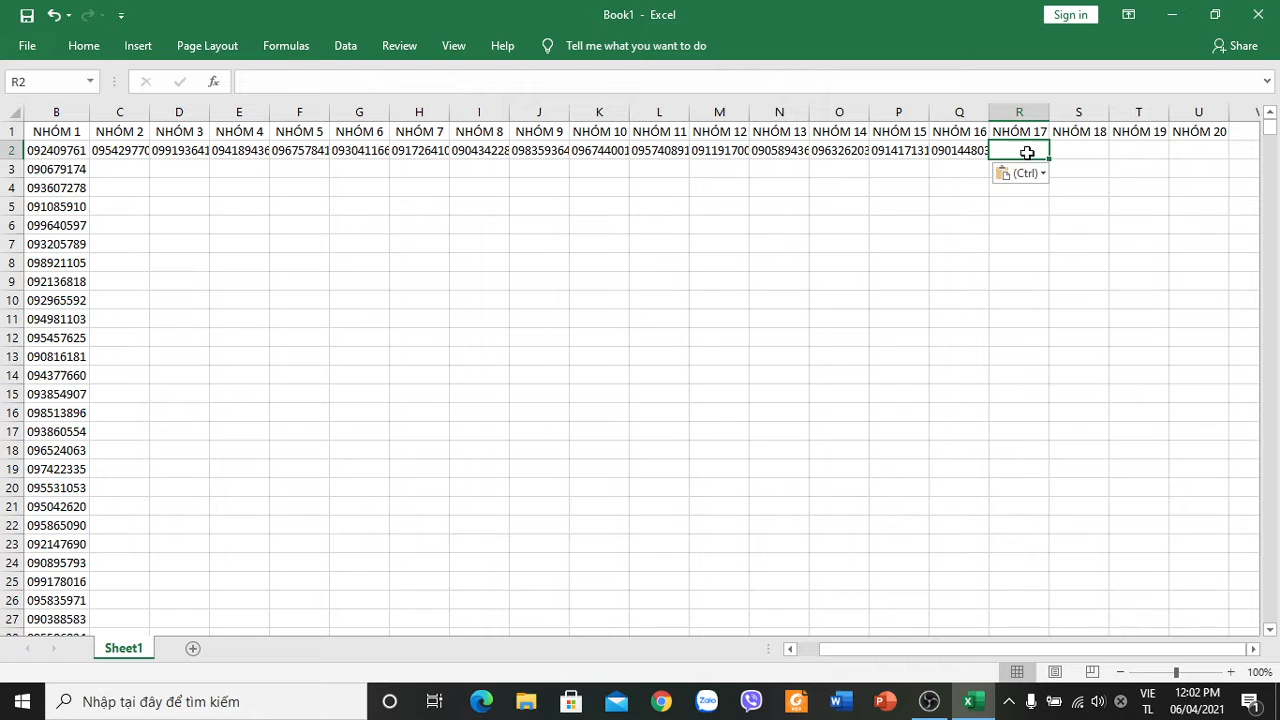 Book1 - Excel
Sign in
File Home Insert Page Layout Formulas Data Review View Help Tell me what you want to do Share
R2 fx
B C D E F G H I J K L M N O P Q R S T U
1 NHÓM 1 NHÓM 2 NHÓM 3 NHÓM 4 NHÓM 5 NHÓM 6 NHÓM 7 NHÓM 8 NHÓM 9 NHÓM 10 NHÓM 11 NHÓM 12 NHÓM 13 NHÓM 14 NHÓM 15 NHÓM 16 NHÓM 17 NHÓM 18 NHÓM 19 NHÓM 20
2 092409761 095429770 099193641 094189436 096757841 093041166 091726410 090434228 098359364 096744001 095740891 091191700 090589436 096326203 091417131 090144803
3 090679174
(Ctrl)
4 093607278
5 091085910
6 099640597
7 093205789
8 098921105
9 092136818
10 092965592
11 094981103
12 095457625
13 090816181
14 094377660
15 093854907
16 098513896
17 093860554
18 096524063
19 097422335
20 095531053
21 095042620
22 095865090
23 092147690
24 090895793
25 099178016
26 095835971
27 090388583
Sheet1
100%
Nhập tại đây để tìm kiếm
Zalo
VIE
TL
12:02 PM
06/04/2021
1